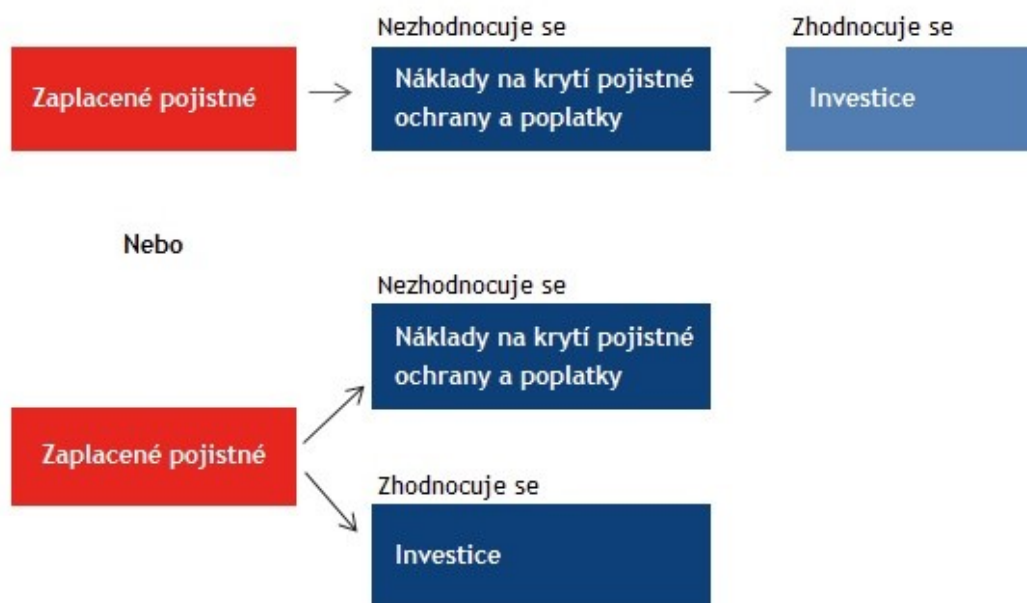 Nezhodnocuje se
Zhodnocuje se
Zaplacené pojistné
Náklady na krytí pojistné
ochrany a poplatky
Investice
Nebo
Nezhodnocuje se
Náklady na krytí pojistné
ochrany a poplatky
Zaplacené pojistné
Zhodnocuje se
Investice